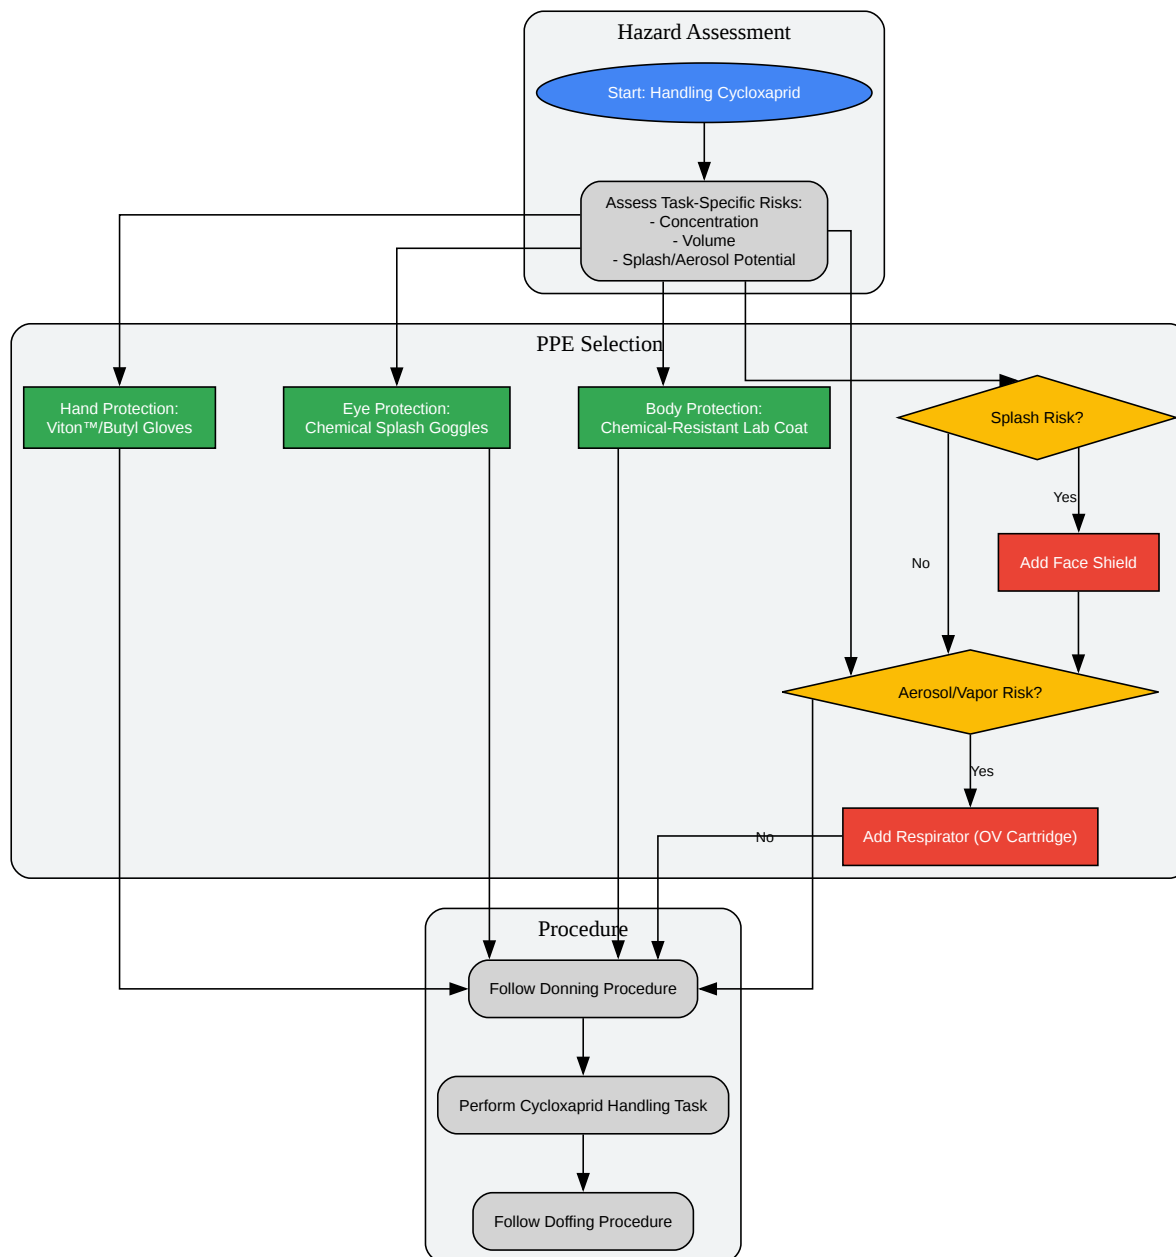 Hazard Assessment
Start: Handling Cycloxaprid
Assess Task-Specific Risks:
- Concentration
- Volume
- Splash/Aerosol Potential
PPE Selection
Hand Protection:
Viton™/Butyl Gloves
Eye Protection:
Chemical Splash Goggles
Body Protection:
Chemical-Resistant Lab Coat
Splash Risk?
Yes
No
Add Face Shield
Aerosol/Vapor Risk?
Yes
No
Add Respirator (OV Cartridge)
Procedure
Follow Donning Procedure
Perform Cycloxaprid Handling Task
Follow Doffing Procedure